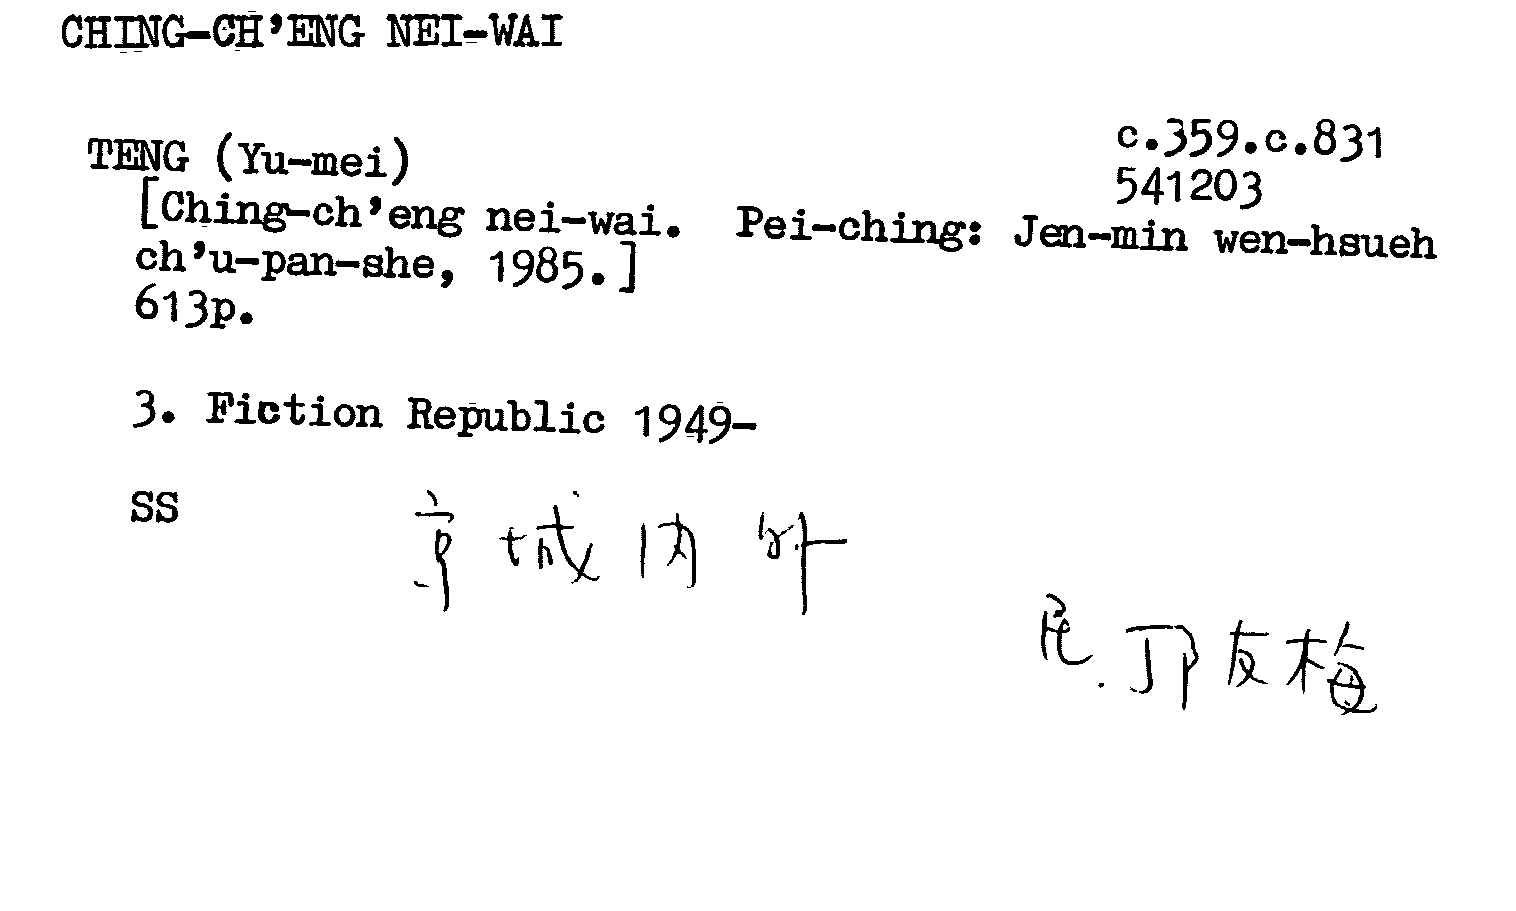 CHING-CH'ENG NEI-WAI
c.359.c.831
TENG (Yu-mei)
541203
[Ching-ch'eng nei-wai. Pei-ching: Jen-min wen-hsueh
ch'u-pan-she, 1985.]
613p.
3. Fiction Republic 1949-
SS
京城内外
邓友梅